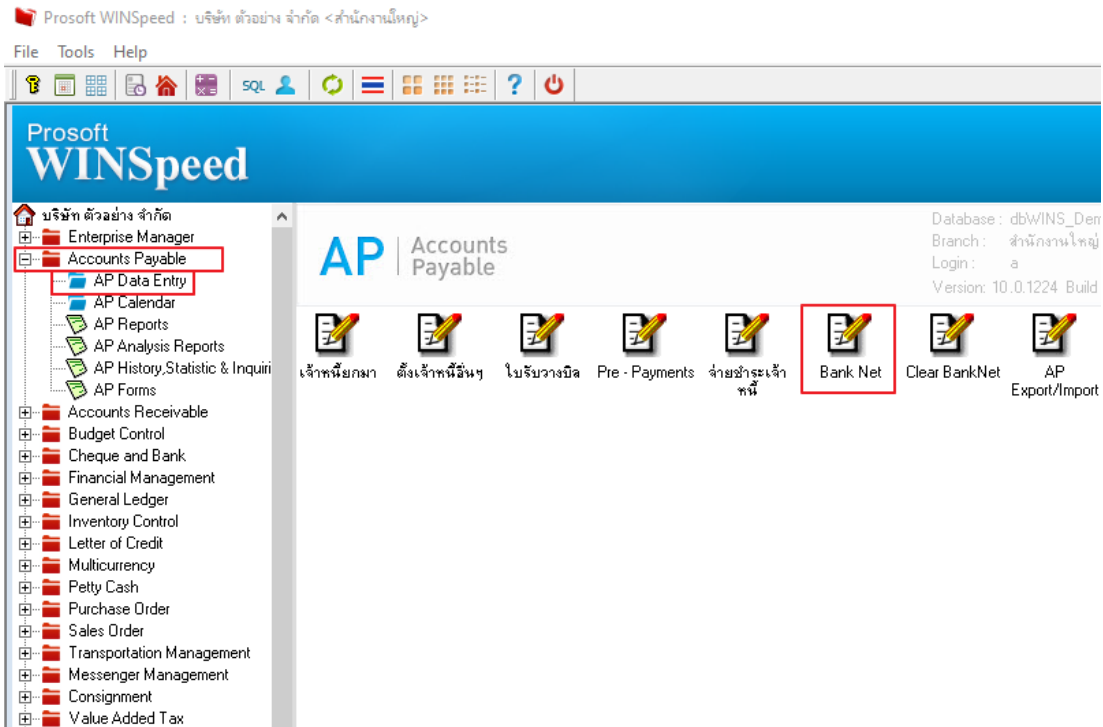 Prosoft WINSpeed : บริษัท ตัวอย่าง จำกัด <สำนักงานใหญ่>
File Tools Help
SQL
?
Prosoft
WINSpeed
บริษัท ตัวอย่าง จำกัด
Enterprise Manager
Accounts Payable
AP Data Entry
AP Calendar
AP Reports
AP Analysis Reports
AP History,Statistic & Inquiri
AP Forms
Accounts Receivable
Budget Control
Cheque and Bank
Financial Management
General Ledger
Inventory Control
Letter of Credit
Multicurrency
Petty Cash
Purchase Order
Sales Order
Transportation Management
Messenger Management
Consignment
Value Added Tax
AP
Accounts
Payable
Database : dbWINS_Dem
Branch : สำนักงานใหญ่
Login : a
Version: 10.0.1224 Build
เจ้าหนี้ยกมา ตั้งเจ้าหนี้อื่นๆ ใบรับวางบิล Pre - Payments จ่ายชำระเจ้า Bank Net Clear BankNet AP
หนี้ Export/Import